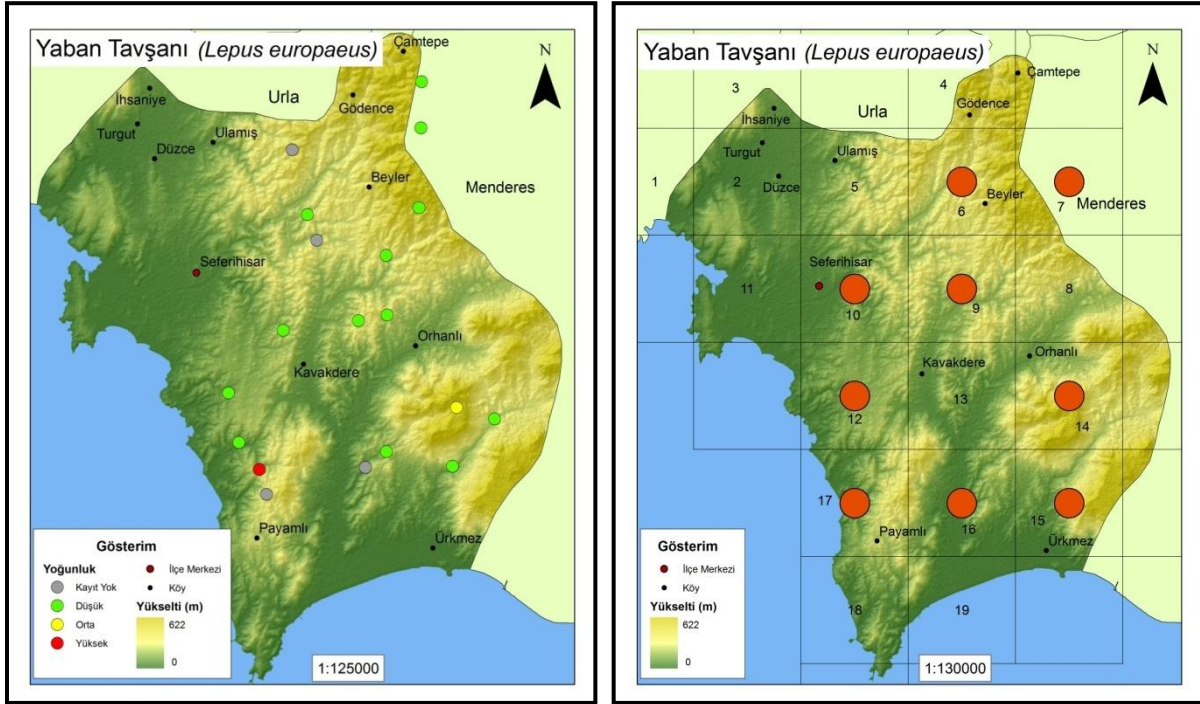 Yaban Tavşanı (Lepus europaeus)
Çamtepe
N
İhsaniye
Urla
Gödence
Turgut
Ulamış
Düzce
Beyler
Menderes
Seferihisar
Orhanlı
Kavakdere
Payamlı
Ürkmez
Gösterim
Yoğunluk
Kayıt Yok
Düşük
Orta
Yüksek
İlçe Merkezi
Köy
Yükselti (m)
622
0
1:125000
Yaban Tavşanı (Lepus europaeus)
N
Çamtepe
3
4
İhsaniye
Urla
Gödence
Turgut
Ulamış
1
2
Düzce
5
6
Beyler
7
Menderes
Seferihisar
11
10
9
8
Orhanlı
Kavakdere
13
12
14
17
16
15
Payamlı
Ürkmez
18
19
Gösterim
İlçe Merkezi
Köy
Yükselti (m)
622
0
1:130000